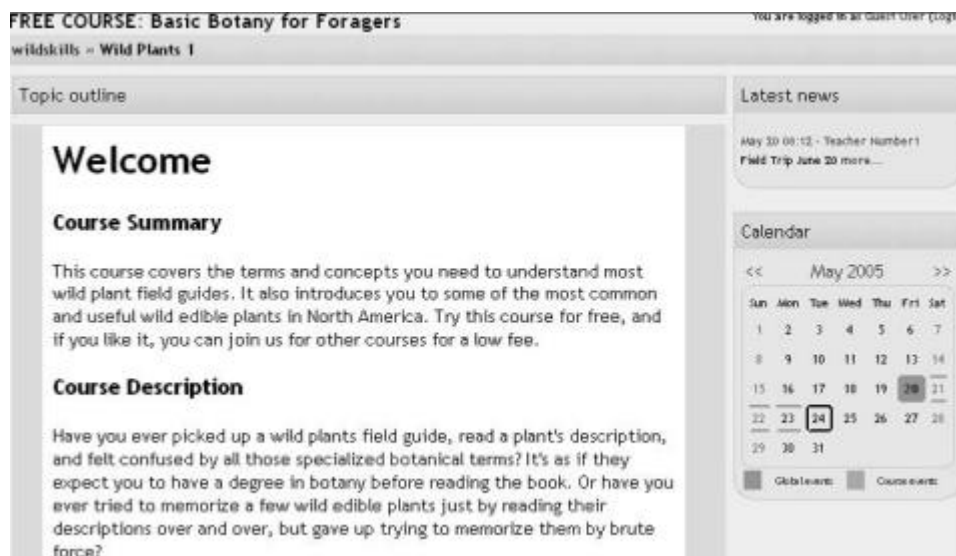 FREE COURSE: Basic Botany for Foragers
You are logged in as Guest User (Log
wildskills » Wild Plants 1
Topic outline
Welcome
Course Summary
This course covers the terms and concepts you need to understand most
wild plant field guides. It also introduces you to some of the most common
and useful wild edible plants in North America. Try this course for free, and
if you like it, you can join us for other courses for a low fee.
Course Description
Have you ever picked up a wild plants field guide, read a plant's description,
and felt confused by all those specialized botanical terms? It's as if they
expect you to have a degree in botany before reading the book. Or have you
ever tried to memorize a few wild edible plants just by reading their
descriptions over and over, but gave up trying to memorize them by brute
force?
Latest news
May 20 - Teacher Number1
Field Trip June 20 more...
Calendar
<< May 2005 >>
Sun Mon Tue Wed Thu Fri Sat
1 2 3 4 5 6 7
8 9 10 11 12 13 14
15 16 17 18 19 20 21
22 23 24 25 26 27 28
29 30 31
Global events Course events